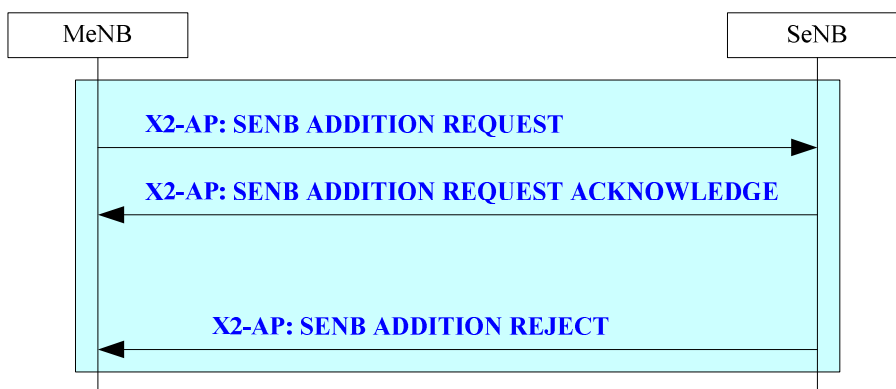 MeNB
SeNB
X2-AP: SENB ADDITION REQUEST
X2-AP: SENB ADDITION REQUEST ACKNOWLEDGE
X2-AP: SENB ADDITION REJECT